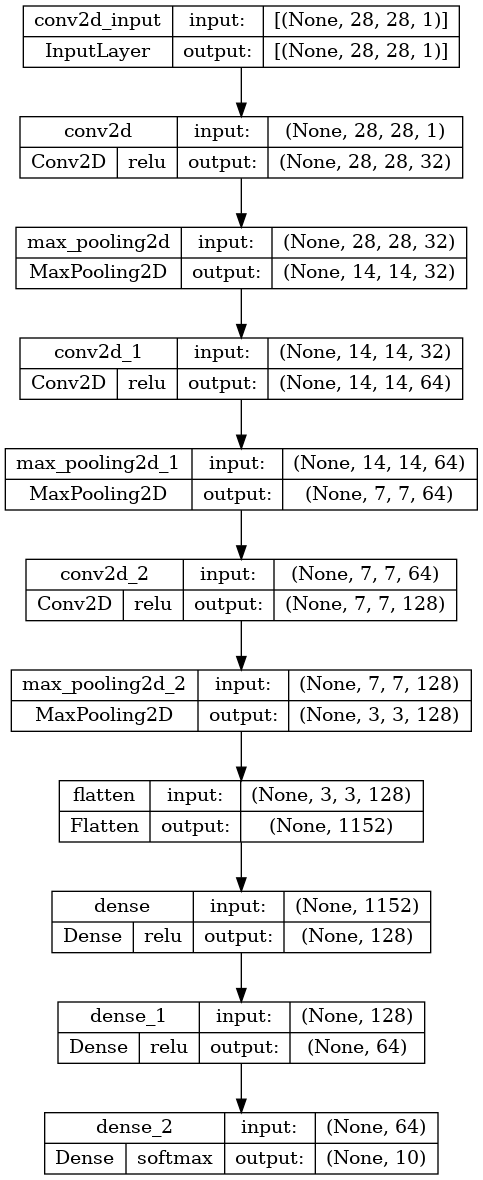 conv2d_input input: [(None, 28, 28, 1)]
InputLayer output: [(None, 28, 28, 1)]
conv2d input: (None, 28, 28, 1)
Conv2D relu output: (None, 28, 28, 32)
max_pooling2d input: (None, 28, 28, 32)
MaxPooling2D output: (None, 14, 14, 32)
conv2d_1 input: (None, 14, 14, 32)
Conv2D relu output: (None, 14, 14, 64)
max_pooling2d_1 input: (None, 14, 14, 64)
MaxPooling2D output: (None, 7, 7, 64)
conv2d_2 input: (None, 7, 7, 64)
Conv2D relu output: (None, 7, 7, 128)
max_pooling2d_2 input: (None, 7, 7, 128)
MaxPooling2D output: (None, 3, 3, 128)
flatten input: (None, 3, 3, 128)
Flatten output: (None, 1152)
dense input: (None, 1152)
Dense relu output: (None, 128)
dense_1 input: (None, 128)
Dense relu output: (None, 64)
dense_2 input: (None, 64)
Dense softmax output: (None, 10)